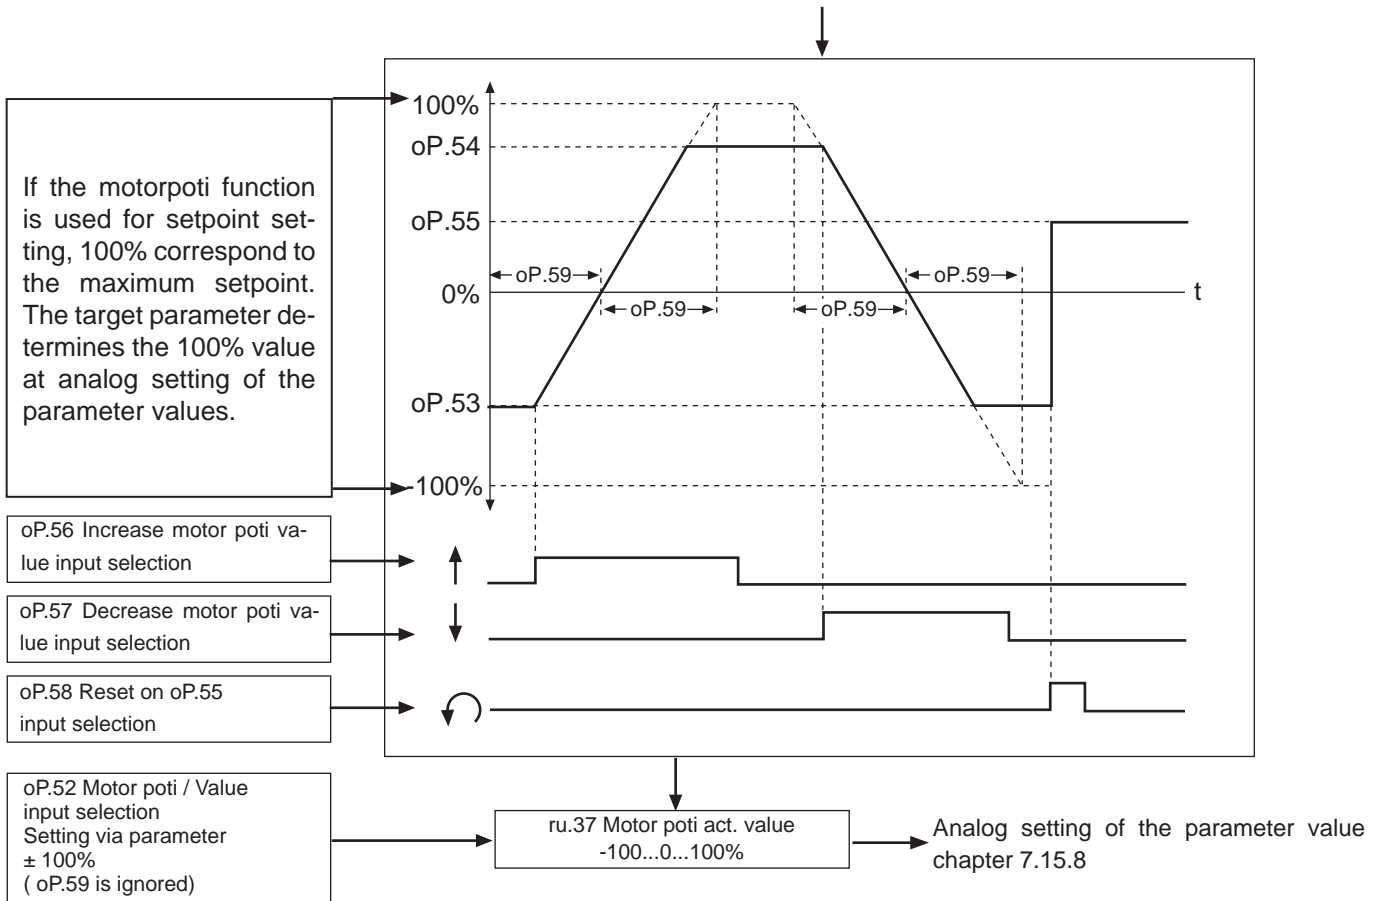 If the motorpoti function
is used for setpoint set-
ting, 100% correspond to
the maximum setpoint.
The target parameter de-
termines the 100% value
at analog setting of the
parameter values.
100%
oP.54
oP.55
0%
oP.53
-100%
oP.59
oP.59
oP.59
oP.59
t
oP.56 Increase motor poti va-
lue input selection
oP.57 Decrease motor poti va-
lue input selection
oP.58 Reset on oP.55
input selection
oP.52 Motor poti / Value
input selection
Setting via parameter
± 100%
( oP.59 is ignored)
ru.37 Motor poti act. value
-100...0...100%
Analog setting of the parameter value
chapter 7.15.8